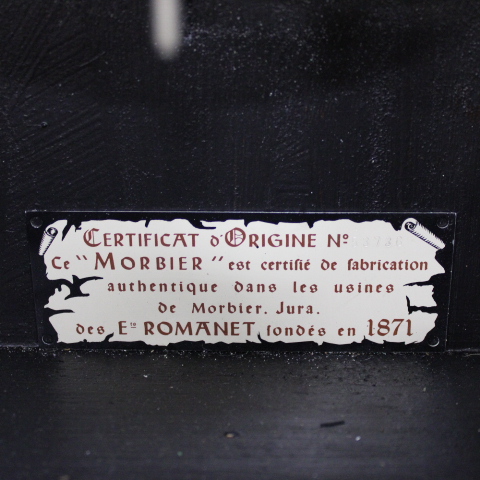 CERTIFICAT D'ORIGINE No
Ce "MORBIER" est certifié de fabrication
authentique dans les usines
de Morbier. Jura.
des Ets ROMANET fondés en 1871